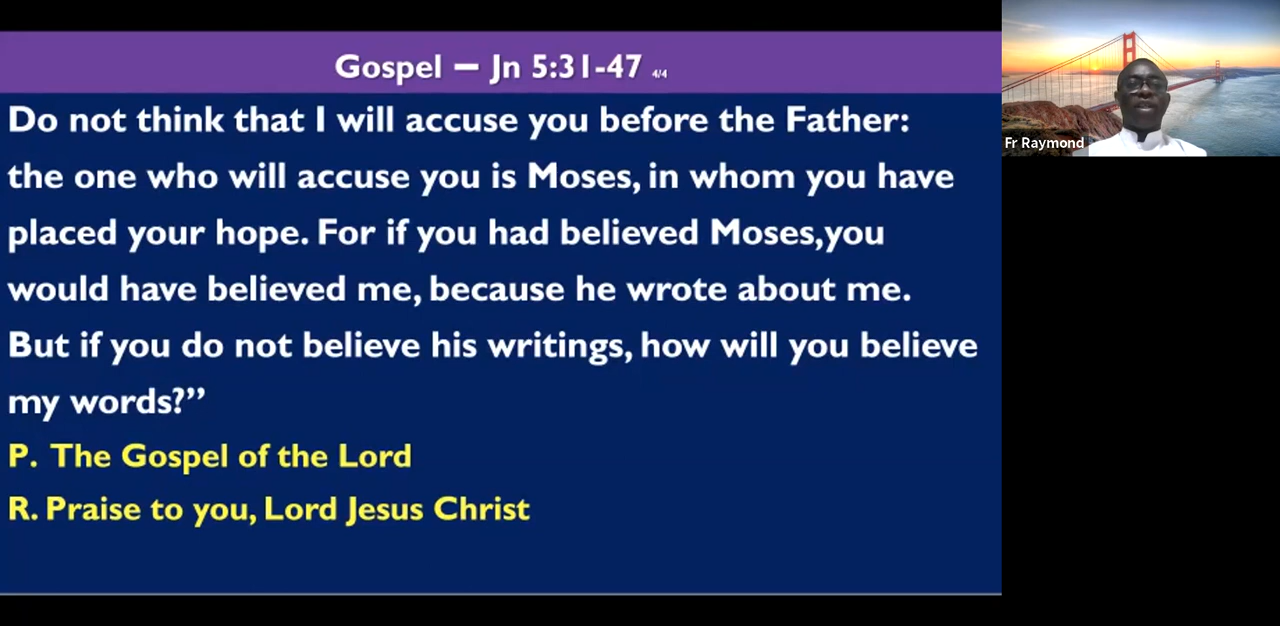 Gospel – Jn 5:31-47 4/4
Do not think that I will accuse you before the Father:
the one who will accuse you is Moses, in whom you have
placed your hope. For if you had believed Moses,you
would have believed me, because he wrote about me.
But if you do not believe his writings, how will you believe
my words?”
P. The Gospel of the Lord
R. Praise to you, Lord Jesus Christ
Fr Raymond